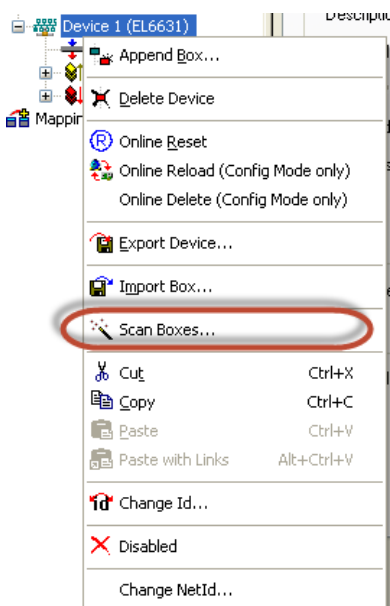 Device 1 (EL6631)
Descriptio
Append Box...
Delete Device
Mappin
Online Reset
Online Reload (Config Mode only)
Online Delete (Config Mode only)
Export Device...
Import Box...
Scan Boxes...
Cut Ctrl+X
Copy Ctrl+C
Paste Ctrl+V
Paste with Links Alt+Ctrl+V
Change Id...
Disabled
Change NetId...